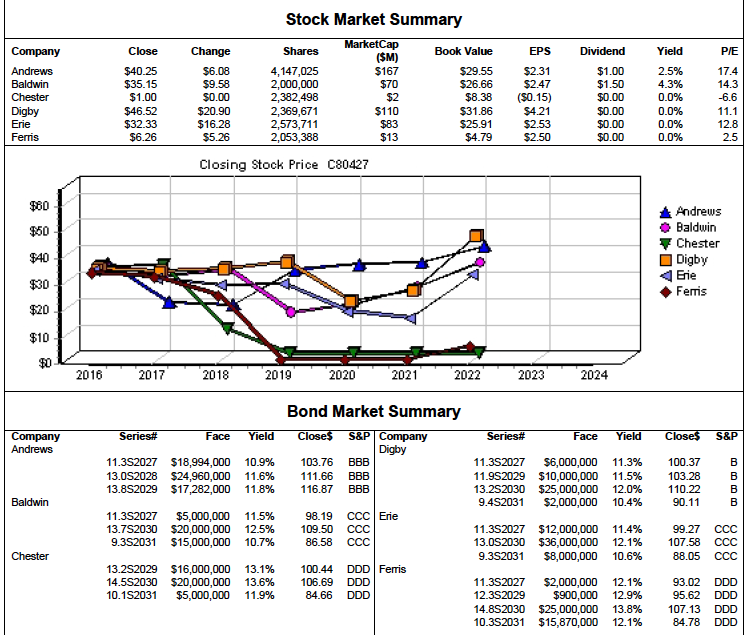 Stock Market Summary
Company Close Change Shares MarketCap ($M) Book Value EPS Dividend Yield P/E
Andrews $40.25 $6.08 4,147,025 $167 $29.55 $2.31 $1.00 2.5% 17.4
Baldwin $35.15 $9.58 2,000,000 $70 $26.66 $2.47 $1.50 4.3% 14.3
Chester $1.00 $0.00 2,382,498 $2 $8.38 ($0.15) $0.00 0.0% -6.6
Digby $46.52 $20.90 2,369,671 $110 $31.86 $4.21 $0.00 0.0% 11.1
Erie $32.33 $16.28 2,573,711 $83 $25.91 $2.53 $0.00 0.0% 12.8
Ferris $6.26 $5.26 2,053,388 $13 $4.79 $2.50 $0.00 0.0% 2.5
Closing Stock Price C80427
$60
$50
$40
$30
$20
$10
$0
2016 2017 2018 2019 2020 2021 2022 2023 2024
Andrews
Baldwin
Chester
Digby
Erie
Ferris
Bond Market Summary
Company Series# Face Yield Close$ S&P
Andrews
11.3S2027 $18,994,000 10.9% 103.76 BBB
13.0S2028 $24,960,000 11.6% 111.66 BBB
13.8S2029 $17,282,000 11.8% 116.87 BBB
Baldwin
11.3S2027 $5,000,000 11.5% 98.19 CCC
13.7S2030 $20,000,000 12.5% 109.50 CCC
9.3S2031 $15,000,000 10.7% 86.58 CCC
Chester
13.2S2029 $16,000,000 13.1% 100.44 DDD
14.5S2030 $20,000,000 13.6% 106.69 DDD
10.1S2031 $5,000,000 11.9% 84.66 DDD
Company Series# Face Yield Close$ S&P
Digby
11.3S2027 $6,000,000 11.3% 100.37 B
11.9S2029 $10,000,000 11.5% 103.28 B
13.2S2030 $25,000,000 12.0% 110.22 B
9.4S2031 $2,000,000 10.4% 90.11 B
Erie
11.3S2027 $12,000,000 11.4% 99.27 CCC
13.0S2030 $36,000,000 12.1% 107.58 CCC
9.3S2031 $8,000,000 10.6% 88.05 CCC
Ferris
11.3S2027 $2,000,000 12.1% 93.02 DDD
12.3S2029 $900,000 12.9% 95.62 DDD
14.8S2030 $25,000,000 13.8% 107.13 DDD
10.3S2031 $15,870,000 12.1% 84.78 DDD